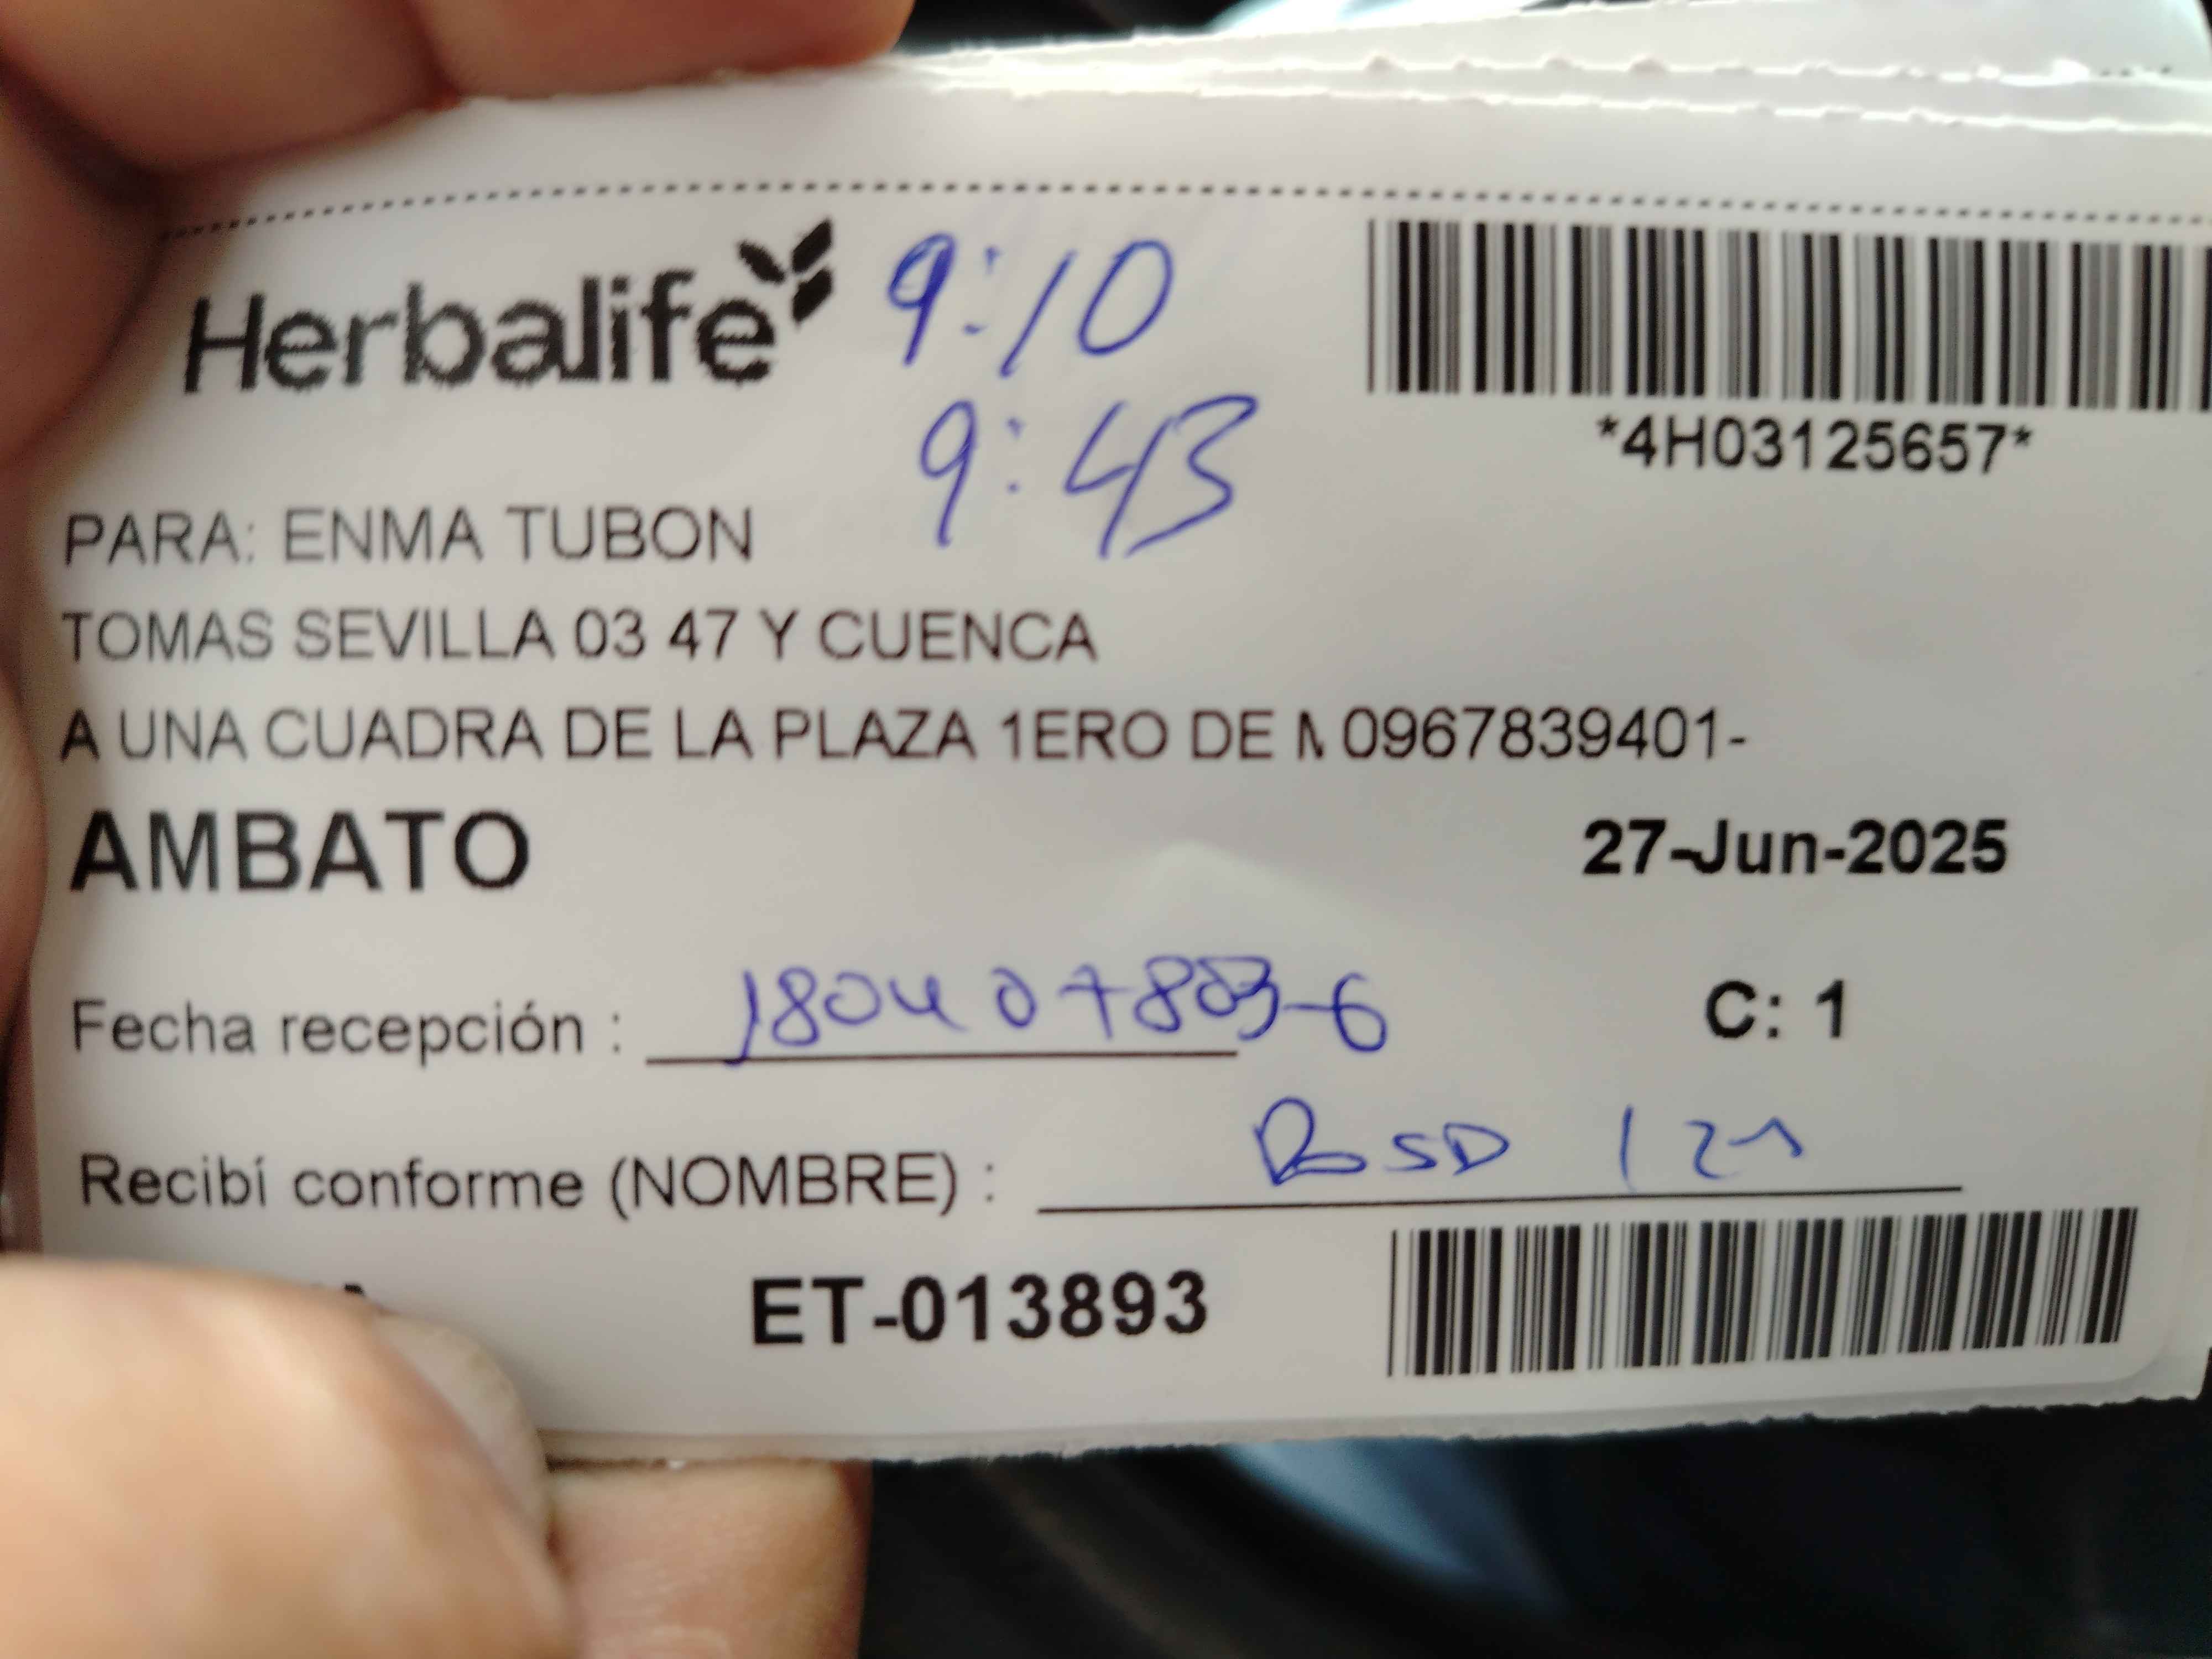 Herbalife 9:10
9:43
*4H03125657*
PARA: ENMA TUBON
TOMAS SEVILLA 03 47 Y CUENCA
A UNA CUADRA DE LA PLAZA 1ERO DE M 0967839401-
AMBATO 27-Jun-2025
Fecha recepción : C: 1
Recibí conforme (NOMBRE) :
ET-013893